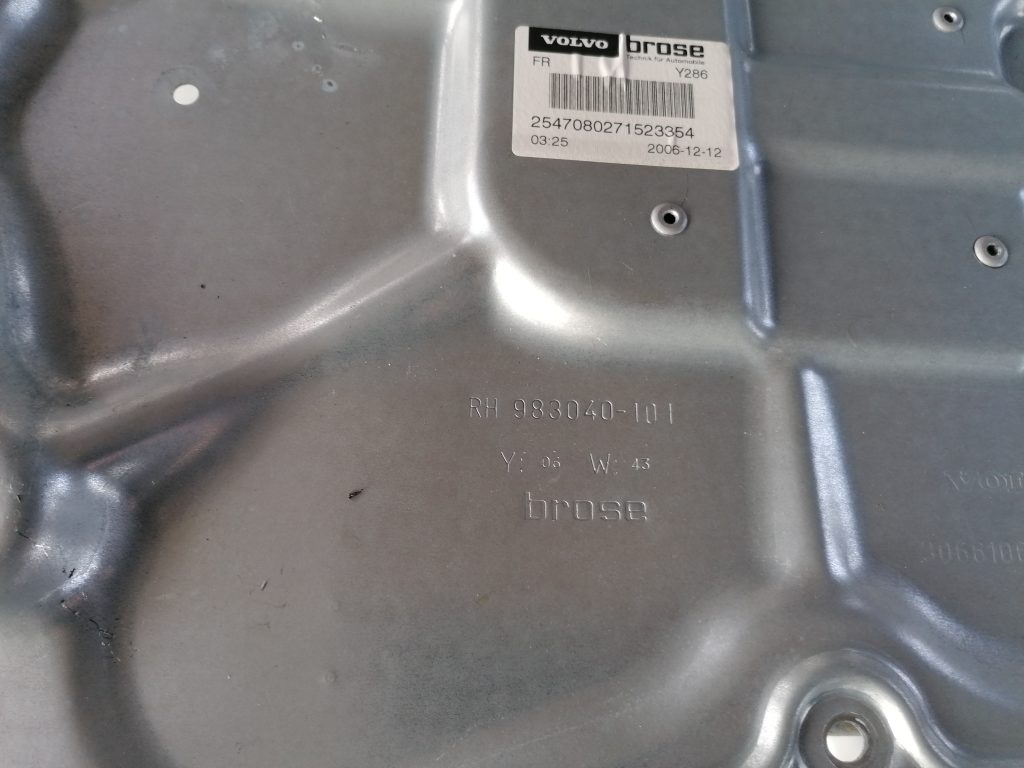 VOLVO brose
Technik für Automobile
FR Y286
2547080271523354
03:25 2006-12-12
RH 983040-101
Y: 06 W: 43
brose